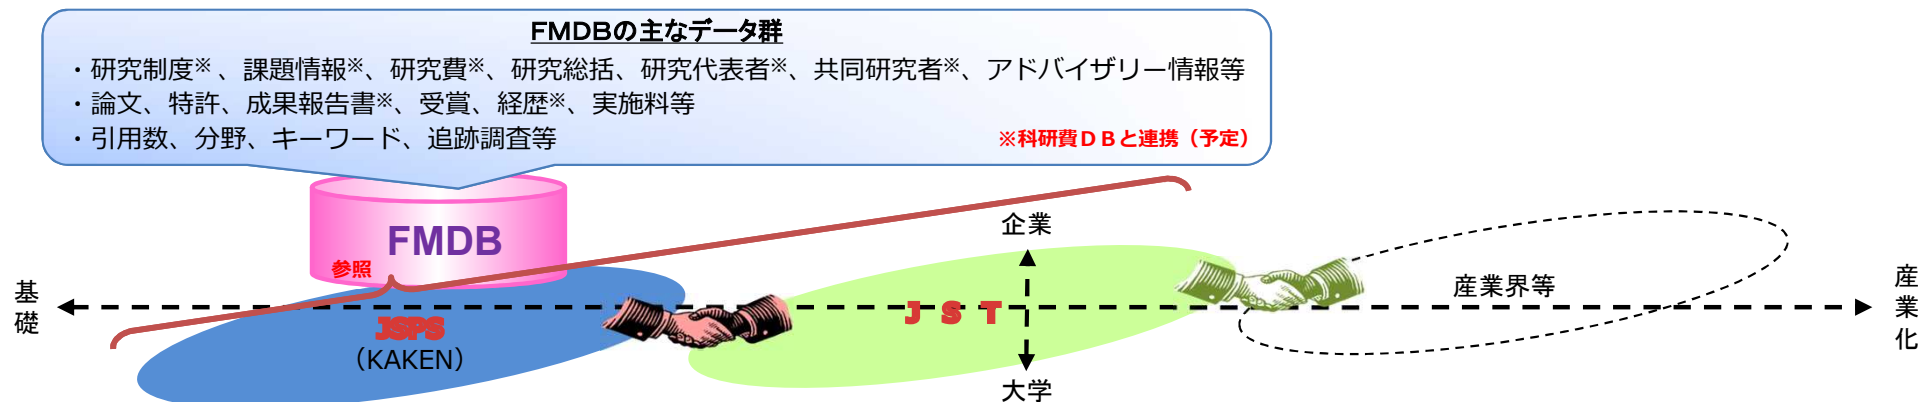 FMDBの主なデータ群
・研究制度※、課題情報※、研究費※、研究総括、研究代表者※、共同研究者※、アドバイザリー情報等
・論文、特許、成果報告書※、受賞、経歴※、実施料等
・引用数、分野、キーワード、追跡調査等
※科研費ＤＢと連携（予定）
FMDB
参照
企業
基礎
産業界等
産業化
JSPS
（KAKEN）
ＪＳＴ
大学